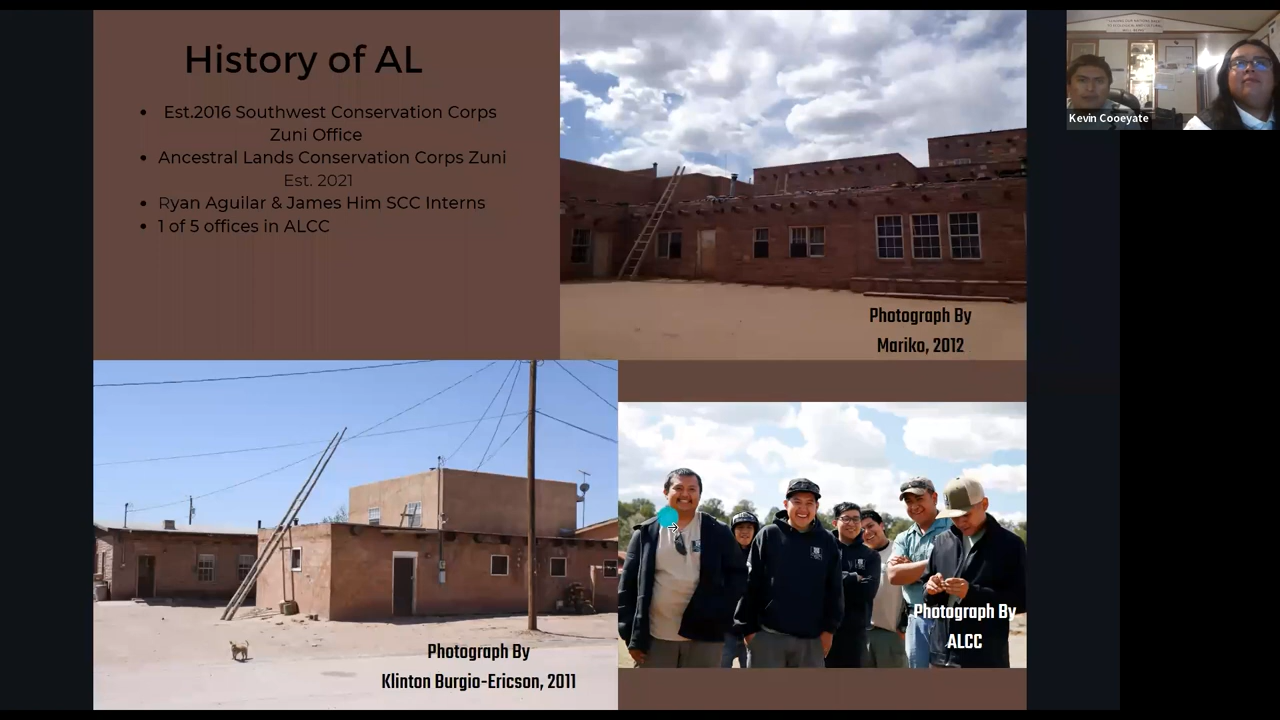 History of AL
• Est.2016 Southwest Conservation Corps
Zuni Office
• Ancestral Lands Conservation Corps Zuni
Est. 2021
• Ryan Aguilar & James Him SCC Interns
• 1 of 5 offices in ALCC
Photograph By
Mariko, 2012
Photograph By
Klinton Burgio-Ericson, 2011
Photograph By
ALCC
Kevin Cooeyate